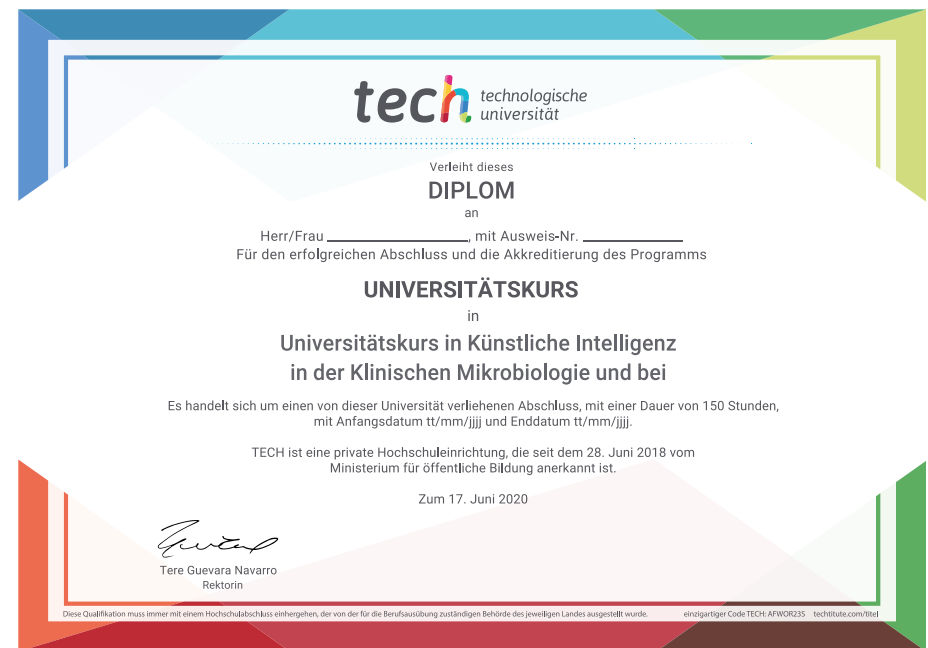 tech technologische
universität
Verleiht dieses
DIPLOM
an
Herr/Frau ____________________, mit Ausweis-Nr. ______________
Für den erfolgreichen Abschluss und die Akkreditierung des Programms
UNIVERSITÄTSKURS
in
Universitätskurs in Künstliche Intelligenz
in der Klinischen Mikrobiologie und bei
Es handelt sich um einen von dieser Universität verliehenen Abschluss, mit einer Dauer von 150 Stunden,
mit Anfangsdatum tt/mm/jjjj und Enddatum tt/mm/jjjj.
TECH ist eine private Hochschuleinrichtung, die seit dem 28. Juni 2018 vom
Ministerium für öffentliche Bildung anerkannt ist.
Zum 17. Juni 2020
Tere Guevara Navarro
Rektorin
Diese Qualifikation muss immer mit einem Hochschulabschluss einhergehen, der von der für die Berufsausübung zuständigen Behörde des jeweiligen Landes ausgestellt wurde. einzigartiger Code TECH: AFWOR23S techtitute.com/titel